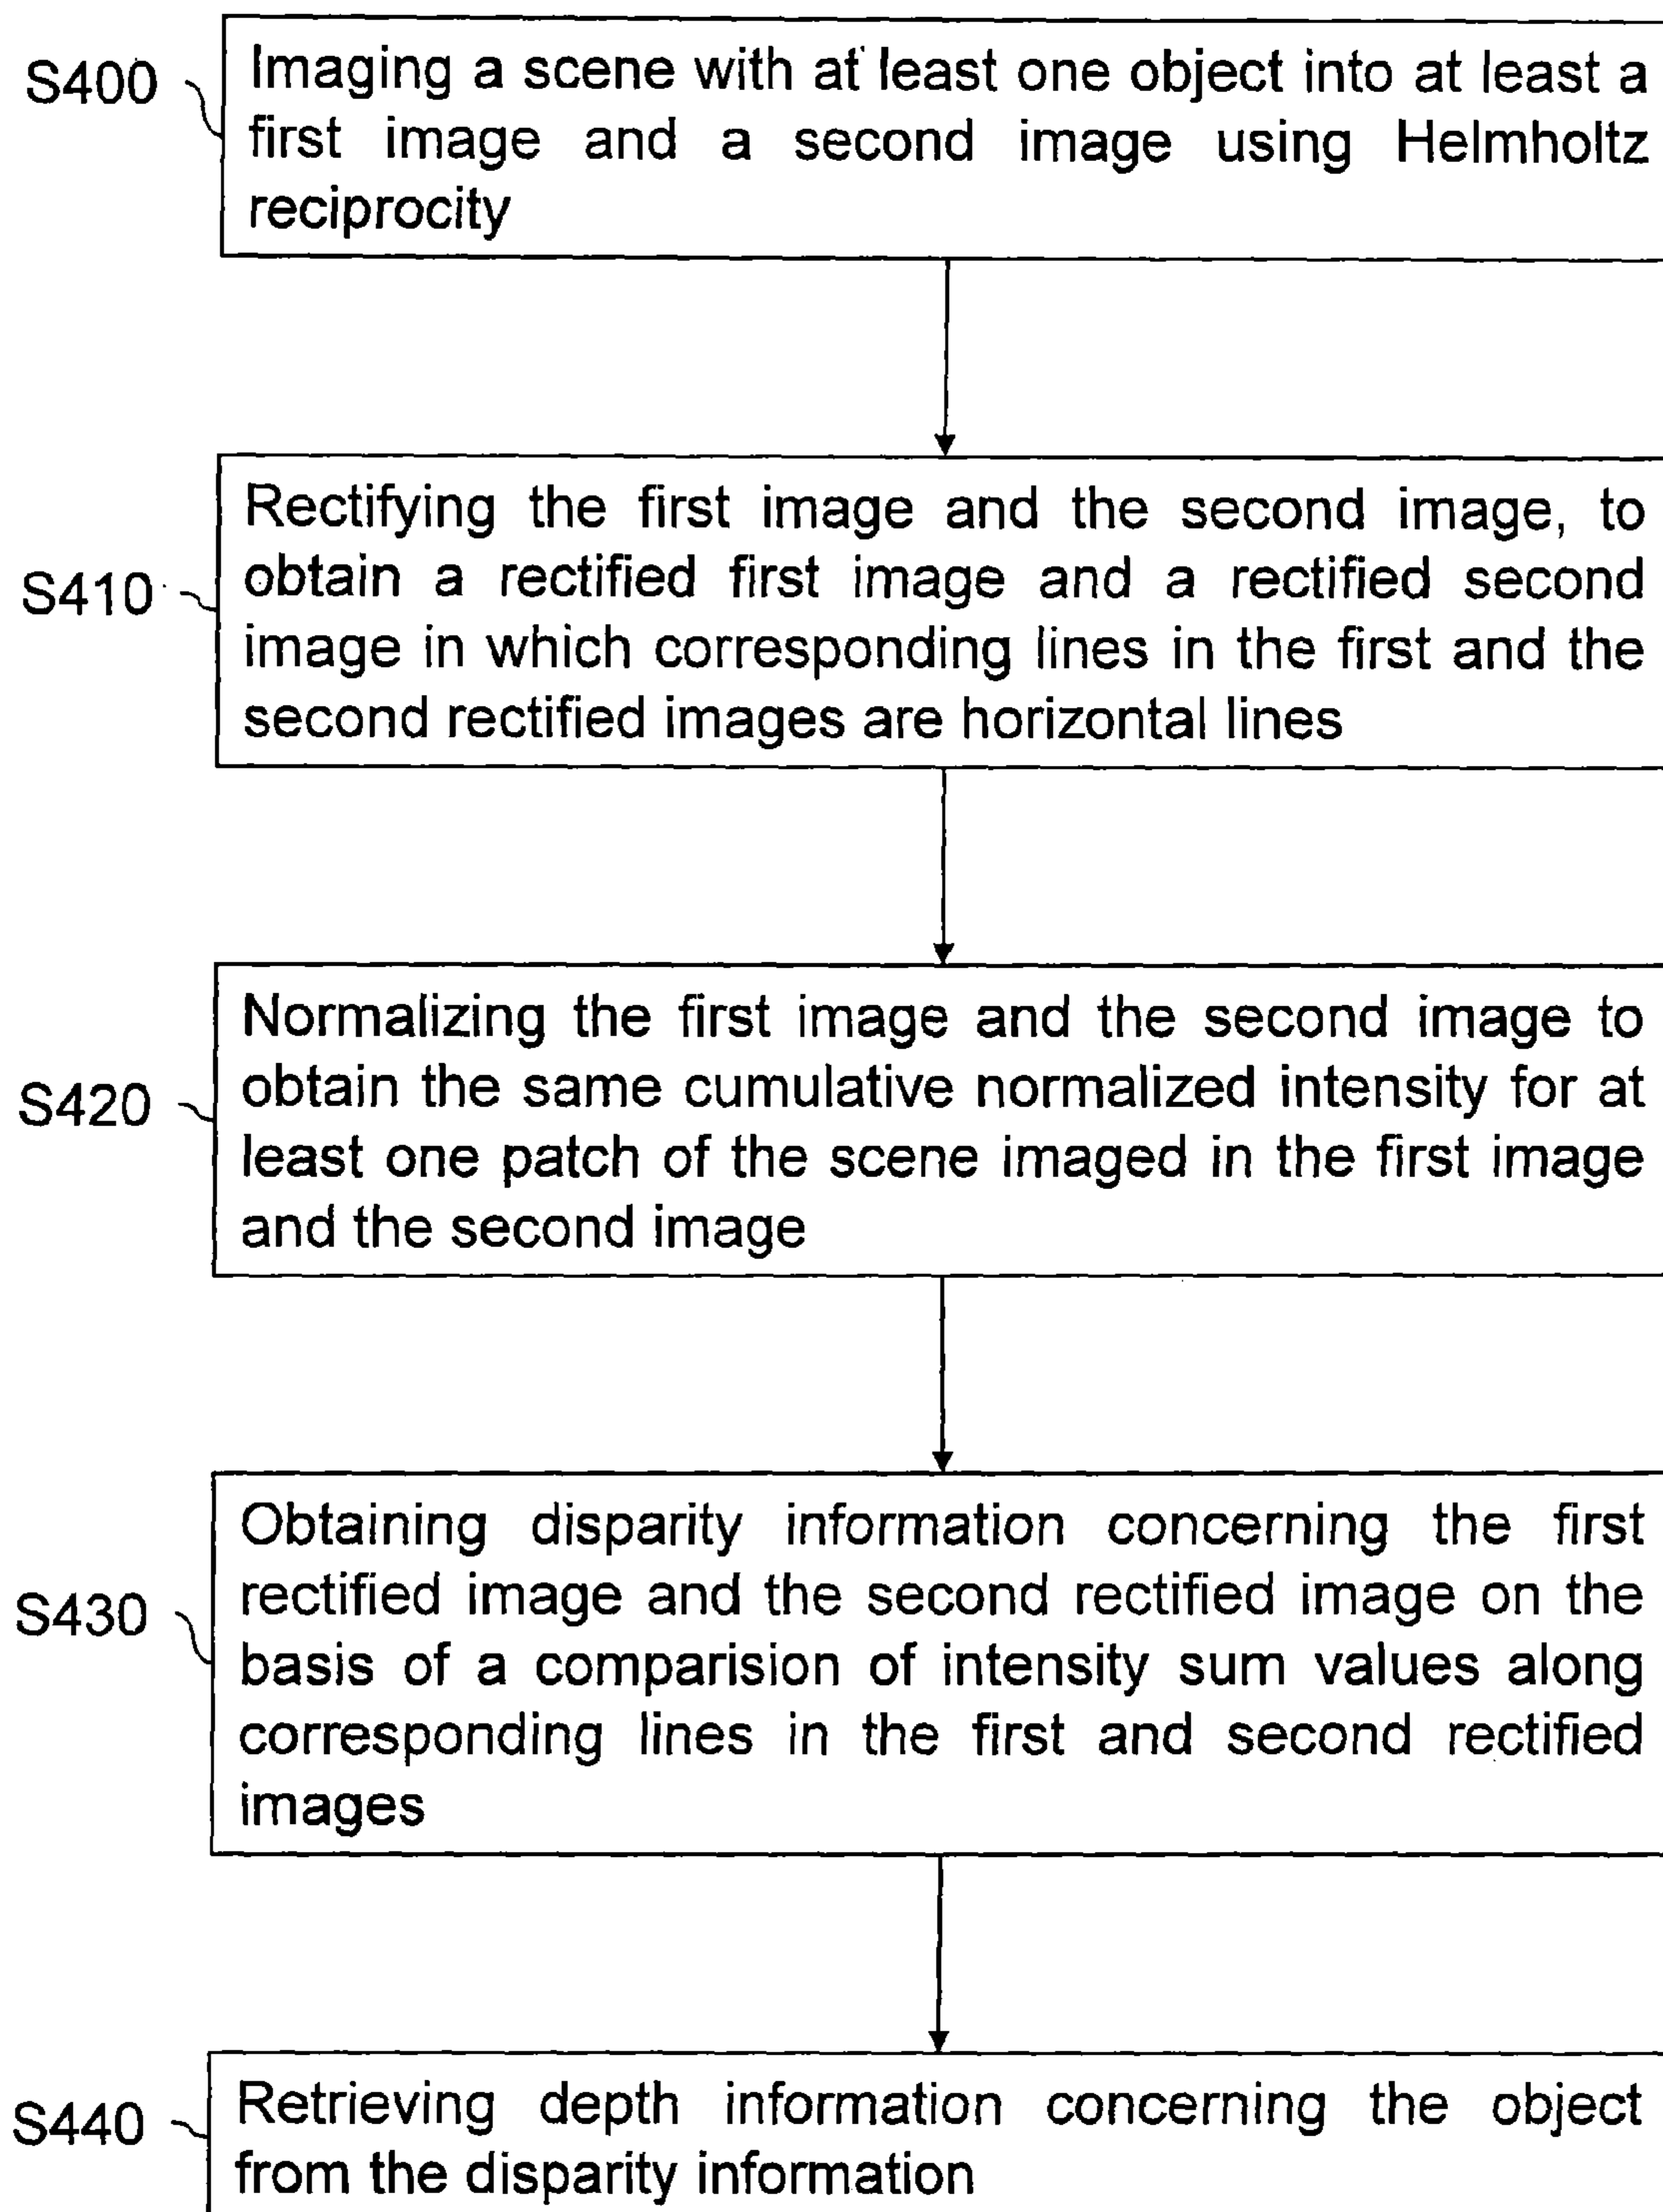 S400
Imaging a scene with at least one object into at least a
first image and a second image using Helmholtz
reciprocity
S410
Rectifying the first image and the second image, to
obtain a rectified first image and a rectified second
image in which corresponding lines in the first and the
second rectified images are horizontal lines
S420
Normalizing the first image and the second image to
obtain the same cumulative normalized intensity for at
least one patch of the scene imaged in the first image
and the second image
S430
Obtaining disparity information concerning the first
rectified image and the second rectified image on the
basis of a comparision of intensity sum values along
corresponding lines in the first and second rectified
images
S440
Retrieving depth information concerning the object
from the disparity information